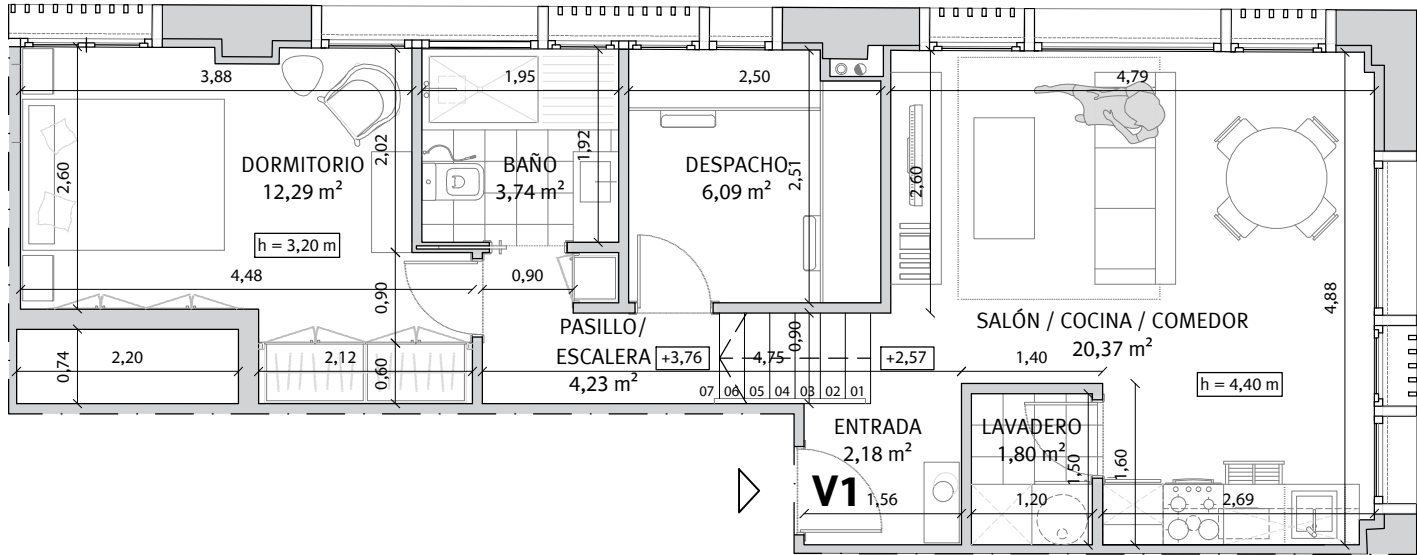 3,88
1,95
2,50
4,79
2,02
1,92
DORMITORIO
12,29 m²
BAÑO
3,74 m²
DESPACHO
6,09 m²
2,60
2,51
2,60
h = 3,20 m
4,48
0,90
0,90
4,88
PASILLO/
ESCALERA
4,23 m²
0,90
SALÓN / COCINA / COMEDOR
20,37 m²
0,74
2,20
2,12
0,60
+3,76
4,75
+2,57
1,40
h = 4,40 m
07 06 05 04 03 02 01
ENTRADA
2,18 m²
LAVADERO
1,80 m²
1,50
1,60
V1
1,56
1,20
2,69